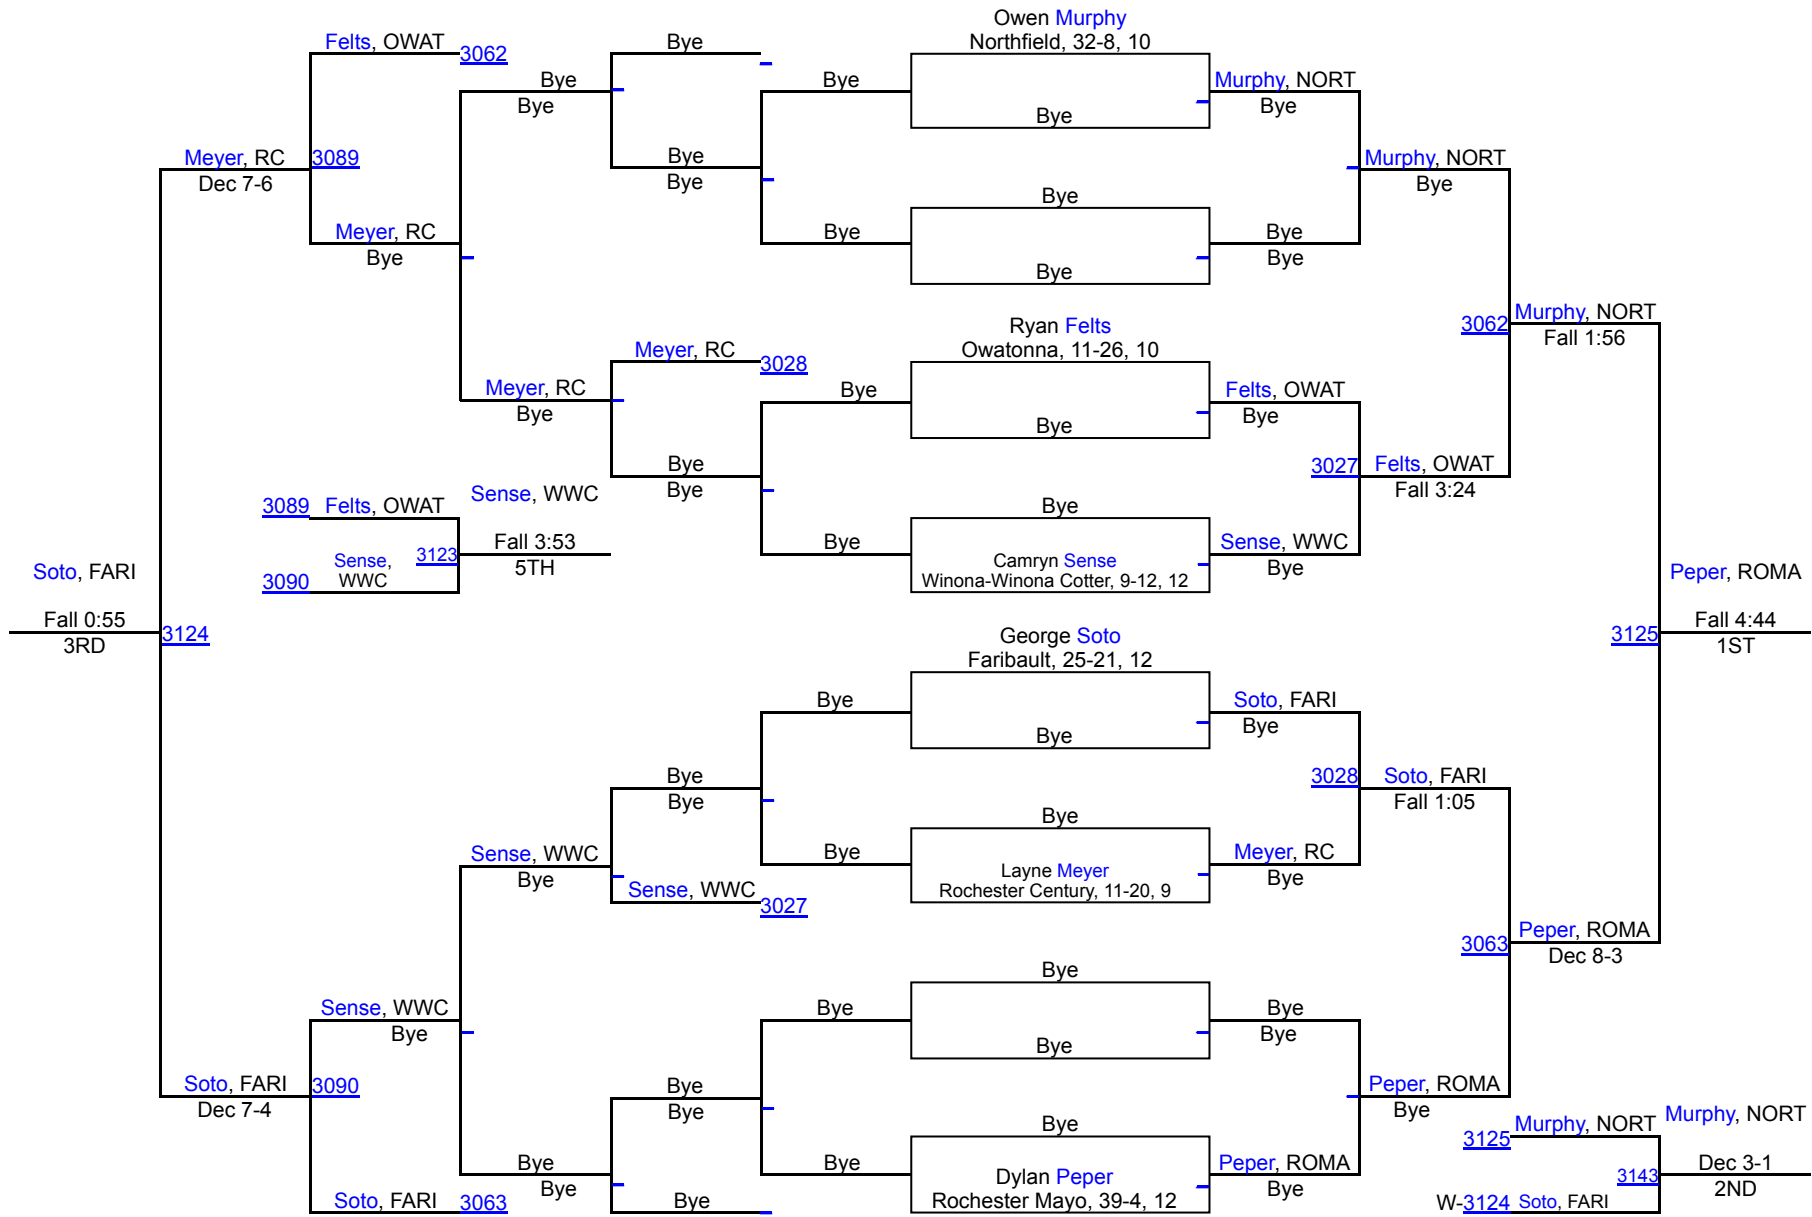 Owen Murphy
Northfield, 32-8, 10
Felts, OWAT
3062
Bye
Bye
Bye
Bye
Murphy, NORT
Bye
Bye
Meyer, RC
3089
Dec 7-6
Bye
Bye
Murphy, NORT
Bye
Bye
Meyer, RC
Bye
Bye
Bye
Bye
Bye
Bye
Ryan Felts
Owatonna, 11-26, 10
3062
Murphy, NORT
Fall 1:56
Meyer, RC
3028
Meyer, RC
Bye
Bye
Bye
Felts, OWAT
Bye
Bye
Bye
3027
Felts, OWAT
Fall 3:24
3089
Felts, OWAT
Sense, WWC
Bye
3090
Sense,
WWC
3123
Fall 3:53
5TH
Bye
Camryn Sense
Winona-Winona Cotter, 9-12, 12
Sense, WWC
Bye
Soto, FARI
Fall 0:55
3RD
3124
Peper, ROMA
3125
Fall 4:44
1ST
George Soto
Faribault, 25-21, 12
Bye
Bye
Soto, FARI
Bye
Bye
Bye
3028
Soto, FARI
Fall 1:05
Bye
Sense, WWC
Bye
Bye
Layne Meyer
Rochester Century, 11-20, 9
Meyer, RC
Bye
Sense, WWC
3027
3063
Peper, ROMA
Dec 8-3
Bye
Sense, WWC
Bye
Bye
Bye
Bye
Bye
Soto, FARI
3090
Dec 7-4
Bye
Bye
Peper, ROMA
Bye
Bye
3125
Murphy, NORT
Murphy, NORT
Bye
Bye
Bye
Dylan Peper
Rochester Mayo, 39-4, 12
Peper, ROMA
Bye
3143
Dec 3-1
2ND
Soto, FARI
3063
Bye
W-3124
Soto, FARI